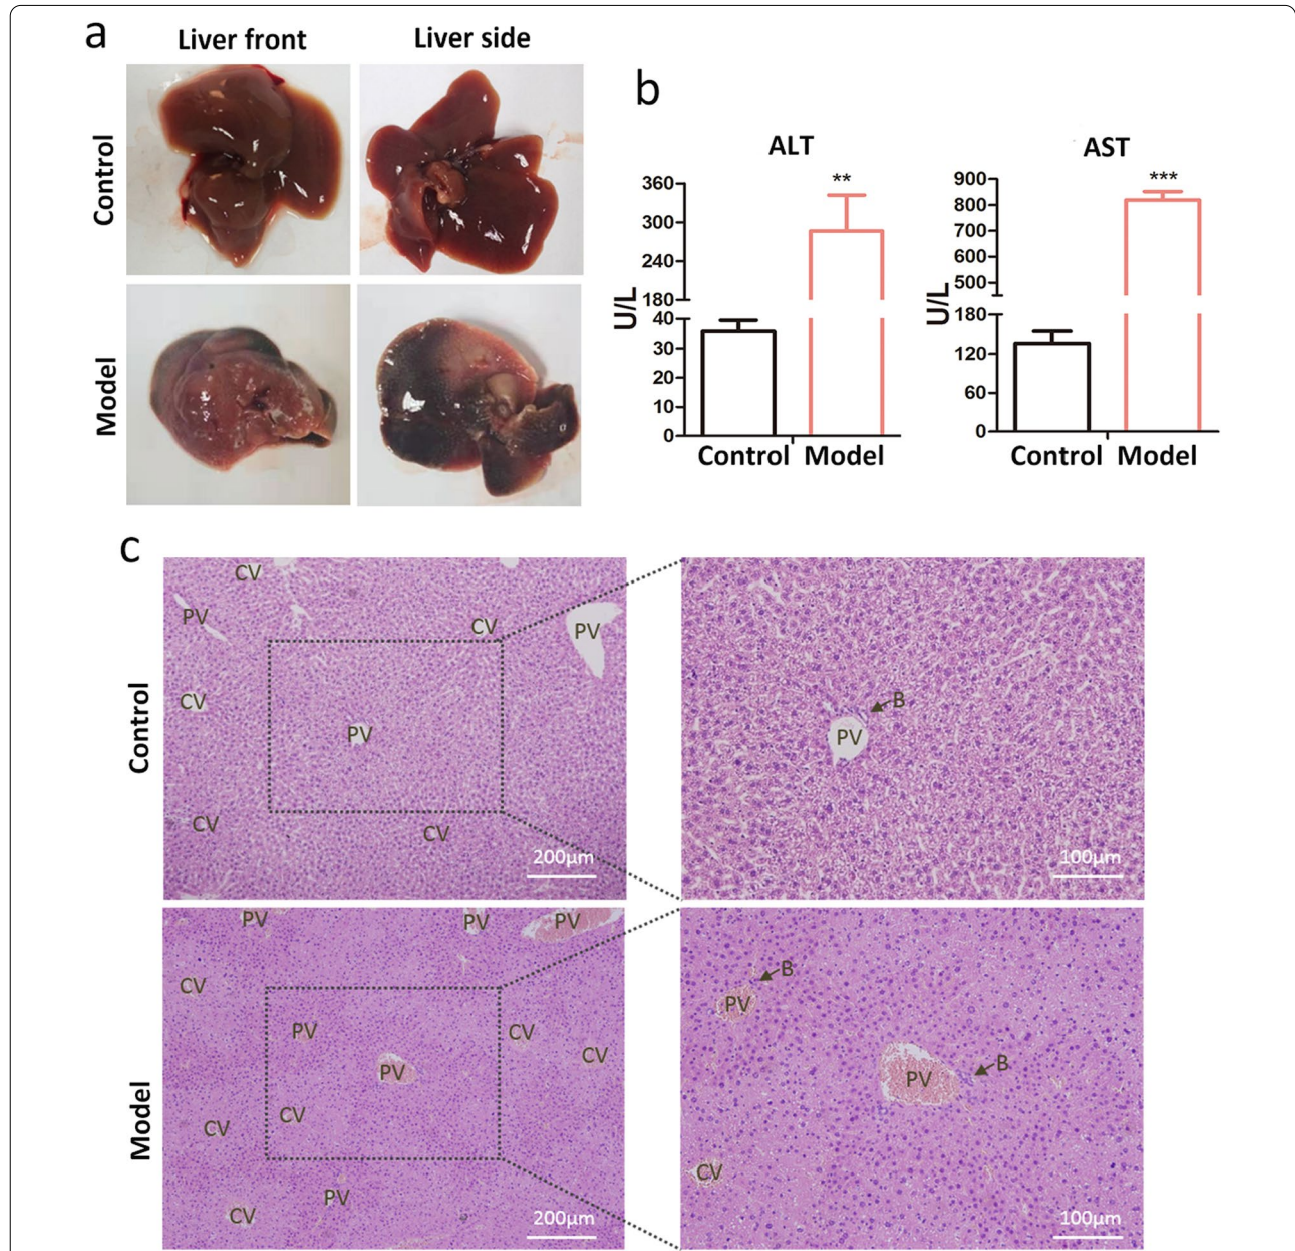 a
Liver front
Liver side
Control
Model
b
ALT
**
360
300
240
180
40
30
20
10
0
U/L
Control Model
AST
***
900
800
700
600
500
180
120
60
0
U/L
Control Model
c
Control
CV
PV
CV
PV
CV
PV
CV
CV
200μm
B
PV
100μm
Model
PV
PV
PV
CV
PV
CV
CV
PV
CV
CV
PV
CV
200μm
B
PV
B
PV
CV
100μm